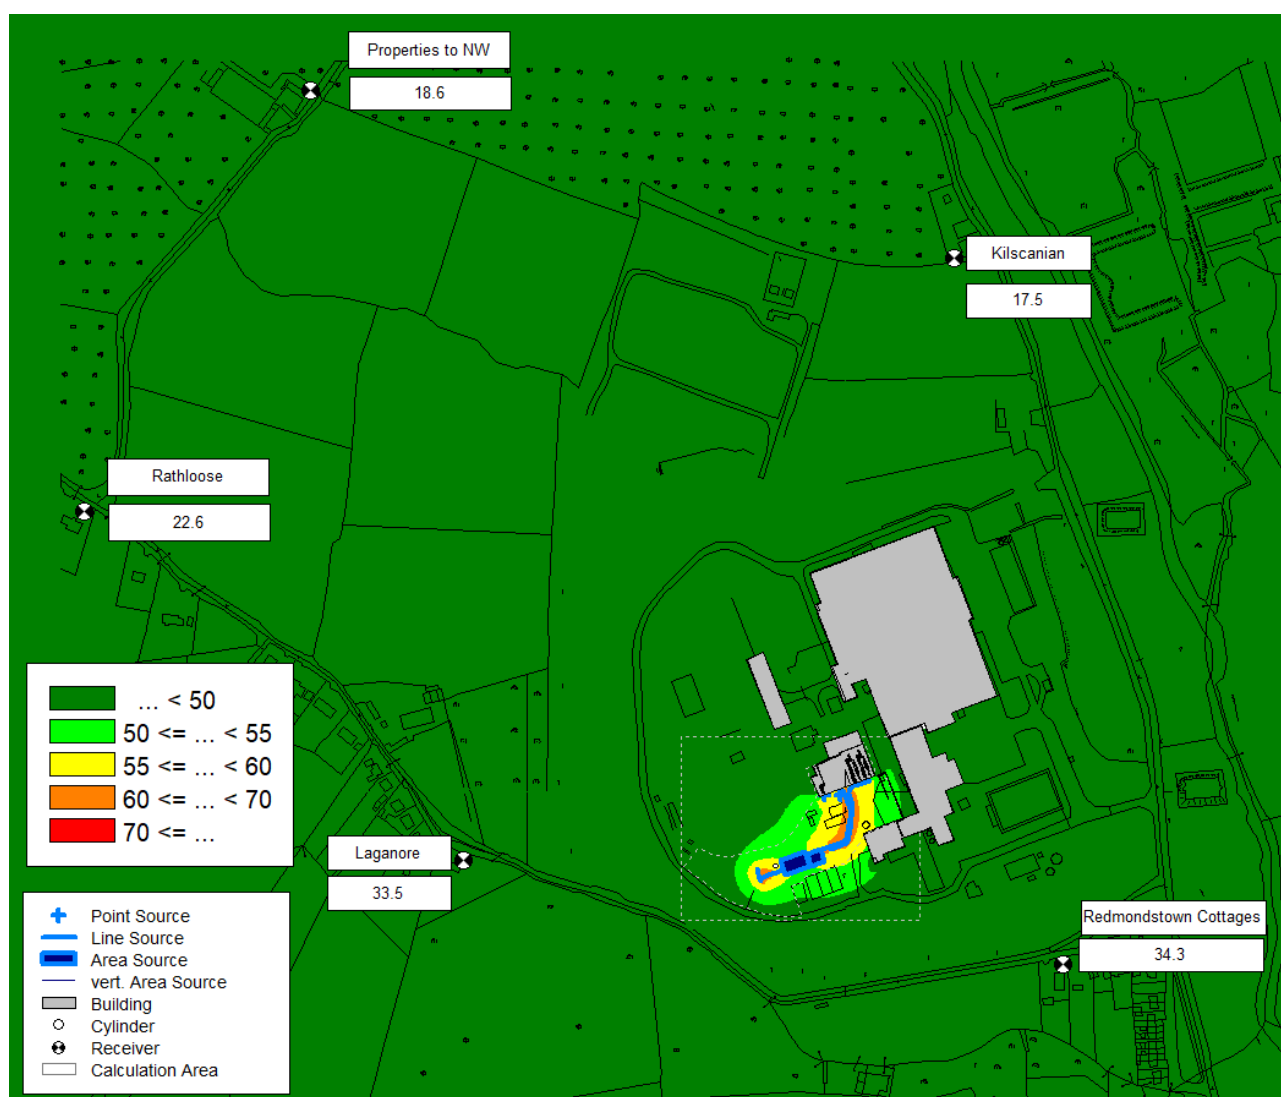 Properties to NW
18.6
Kilscanian
17.5
Rathloose
22.6
... < 50
50 <= ... < 55
55 <= ... < 60
60 <= ... < 70
70 <= ...
Laganore
33.5
Redmondstown Cottages
34.3
Point Source
Line Source
Area Source
vert. Area Source
Building
Cylinder
Receiver
Calculation Area